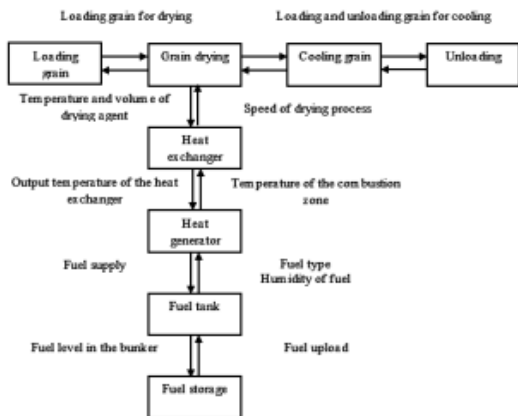 Loading grain for drying
Loading and unloading grain for cooling
Loading
grain
Grain drying
Cooling grain
Unloading
Temperature and volume of
drying agent
Speed of drying process
Heat
exchanger
Output temperature of the heat
exchanger
Temperature of the combustion
zone
Heat
generator
Fuel supply
Fuel type
Humidity of fuel
Fuel tank
Fuel level in the bunker
Fuel upload
Fuel storage